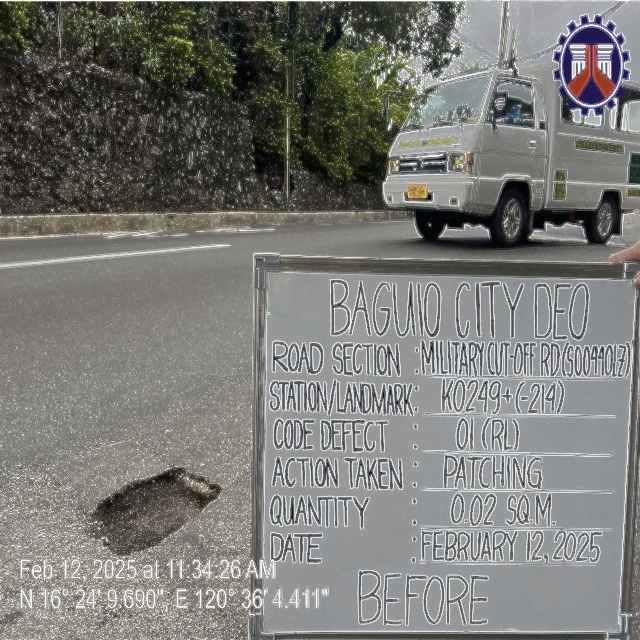 BAGUIO CITY DEO
ROAD SECTION : MILITARY CUT-OFF RD (S00440LZ)
STATION/LANDMARK: K0249+(-214)
CODE DEFECT : 01 (RL)
ACTION TAKEN : PATCHING
QUANTITY : 0.02 SQ.M.
DATE : FEBRUARY 12, 2025
BEFORE
Feb 12, 2025 at 11:34:26 AM
N 16° 24' 9.690", E 120° 36' 4.411"